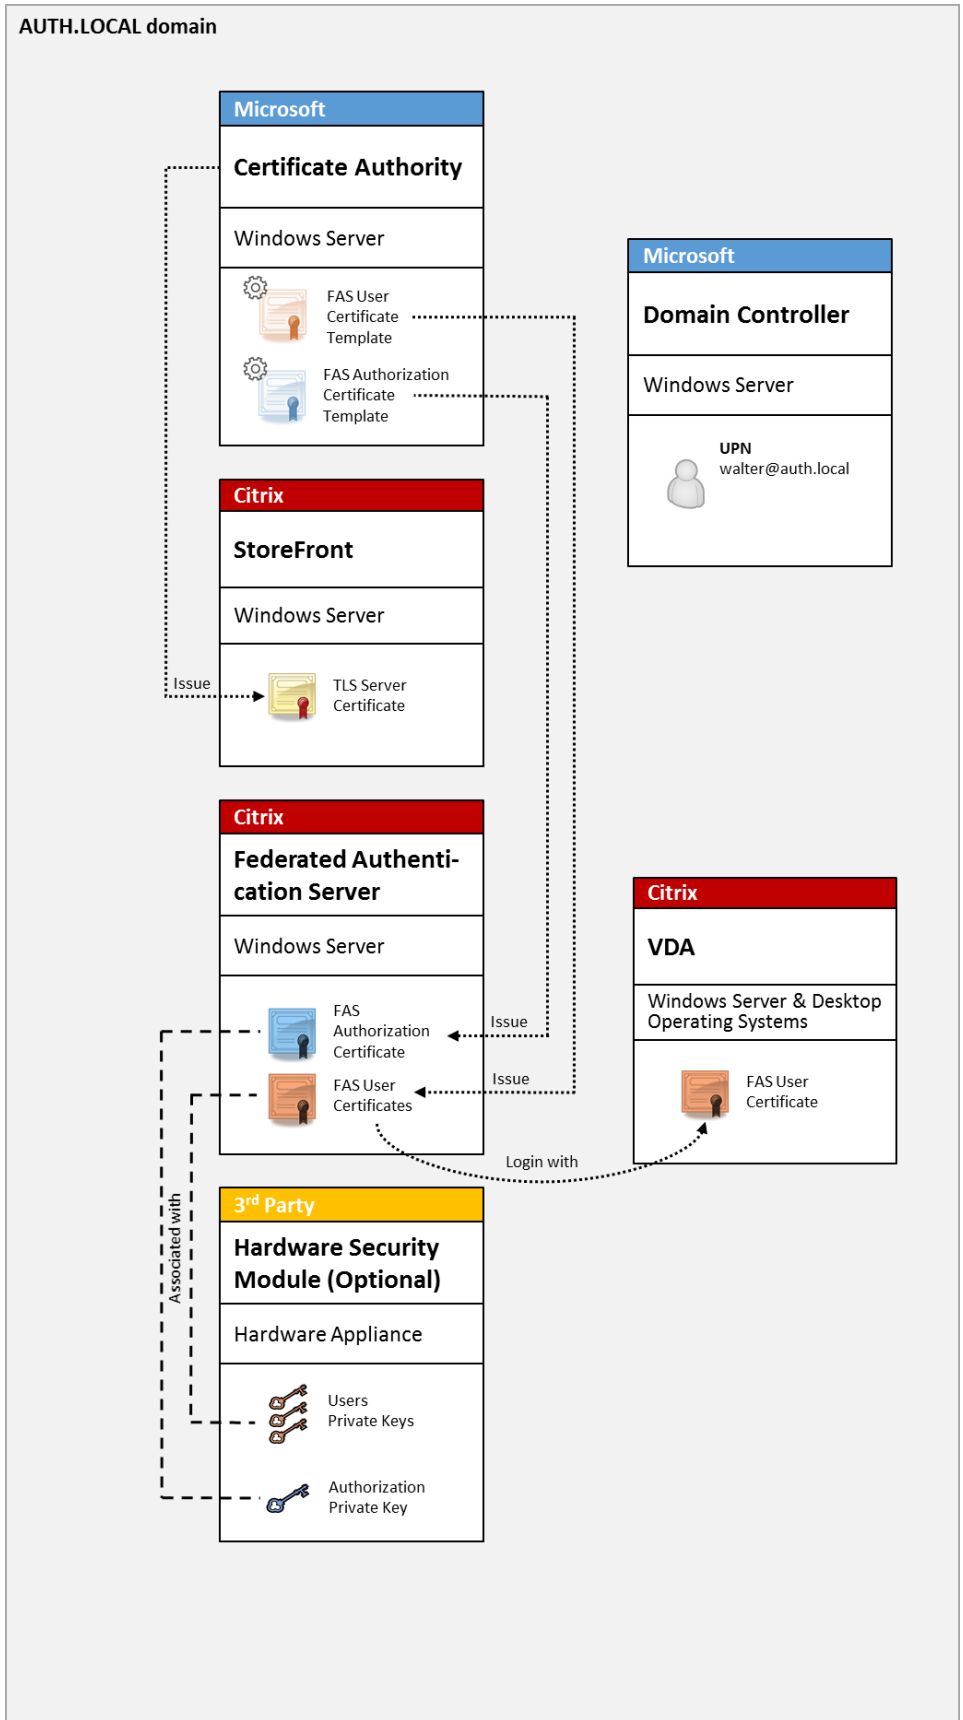 AUTH.LOCAL domain
Microsoft
Certificate Authority
Windows Server
FAS User
Certificate
Template
FAS Authorization
Certificate
Template
Microsoft
Domain Controller
Windows Server
UPN
walter@auth.local
Citrix
StoreFront
Windows Server
Issue
TLS Server
Certificate
Citrix
Federated Authenti-
cation Server
Windows Server
FAS
Authorization
Certificate
Issue
FAS User
Certificates
Issue
Login with
Citrix
VDA
Windows Server & Desktop
Operating Systems
FAS User
Certificate
Associated with
3rd Party
Hardware Security
Module (Optional)
Hardware Appliance
Users
Private Keys
Authorization
Private Key